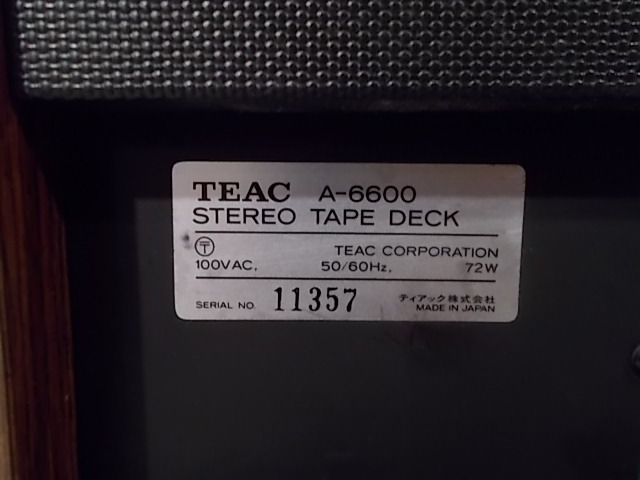 TEAC A-6600
STEREO TAPE DECK
〒 TEAC CORPORATION
100VAC, 50/60Hz, 72W
SERIAL NO. 11357 ティアック株式会社
MADE IN JAPAN